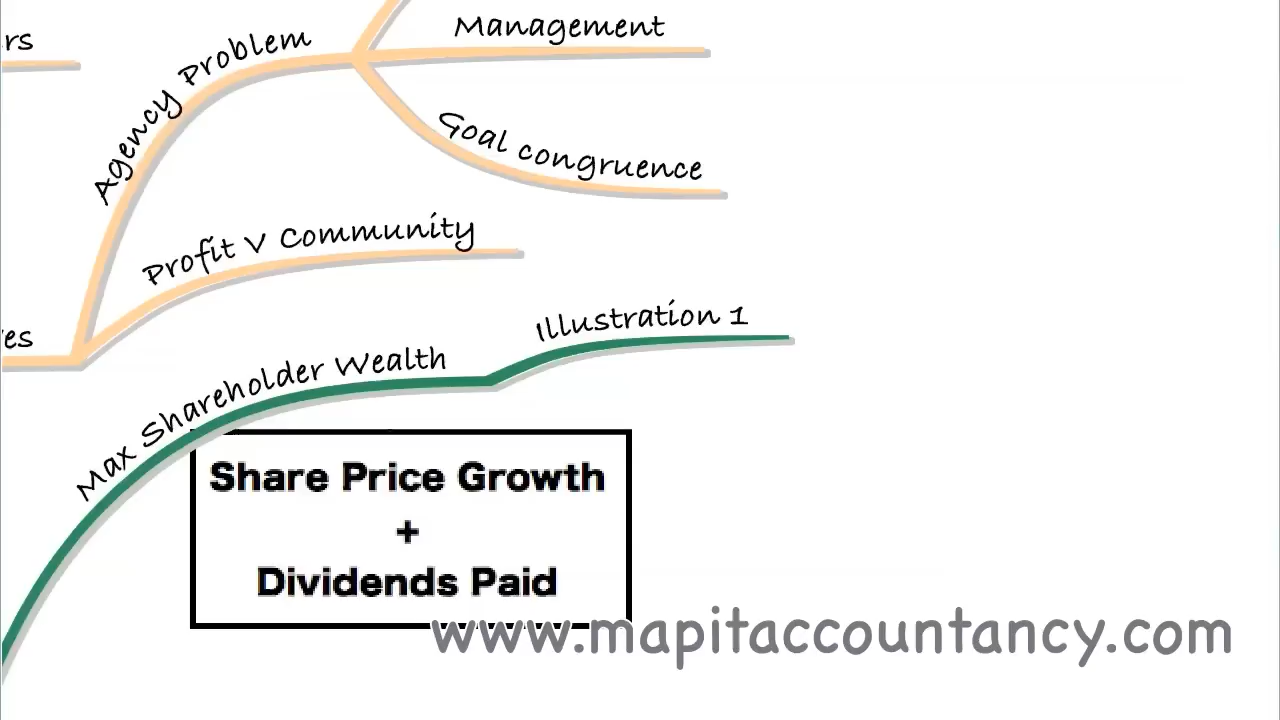 Management
rs
Agency Problem
Goal congruence
Profit V Community
Illustration 1
Max Shareholder Wealth
Share Price Growth
+
Dividends Paid
www.mapitaccountancy.com